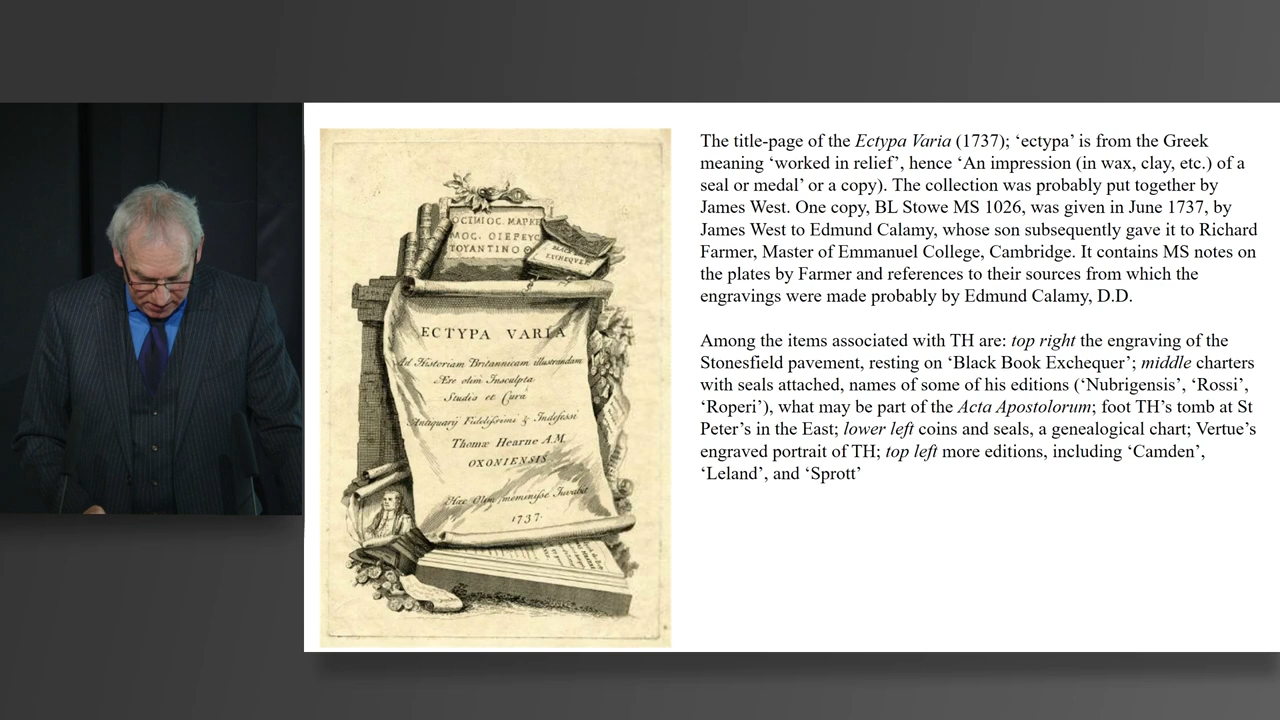 ΟCΤΙΙΟC. ΜΑΡΚΕ
ΜΟC. ΟΙΕΡΕΥC
ΤΟΥΑΝΤΙΝΟΟ
BLACK
EXCHEQUER
ECTYPA VARIA
Ad Historiam Britannicam illustrandam
Ære olim Insculpta
Studio et Cura
Antiquarij Fidelissimi & Indefessi
Thomæ Hearne A.M.
OXONIENSIS
Hæc Olim meminisse Juvabit
1737.
The title-page of the Ectypa Varia (1737); ‘ectypa’ is from the Greek
meaning ‘worked in relief’, hence ‘An impression (in wax, clay, etc.) of a
seal or medal’ or a copy). The collection was probably put together by
James West. One copy, BL Stowe MS 1026, was given in June 1737, by
James West to Edmund Calamy, whose son subsequently gave it to Richard
Farmer, Master of Emmanuel College, Cambridge. It contains MS notes on
the plates by Farmer and references to their sources from which the
engravings were made probably by Edmund Calamy, D.D.
Among the items associated with TH are: top right the engraving of the
Stonesfield pavement, resting on ‘Black Book Exchequer’; middle charters
with seals attached, names of some of his editions (‘Nubrigensis’, ‘Rossi’,
‘Roperi’), what may be part of the Acta Apostolorum; foot TH’s tomb at St
Peter’s in the East; lower left coins and seals, a genealogical chart; Vertue’s
engraved portrait of TH; top left more editions, including ‘Camden’,
‘Leland’, and ‘Sprott’